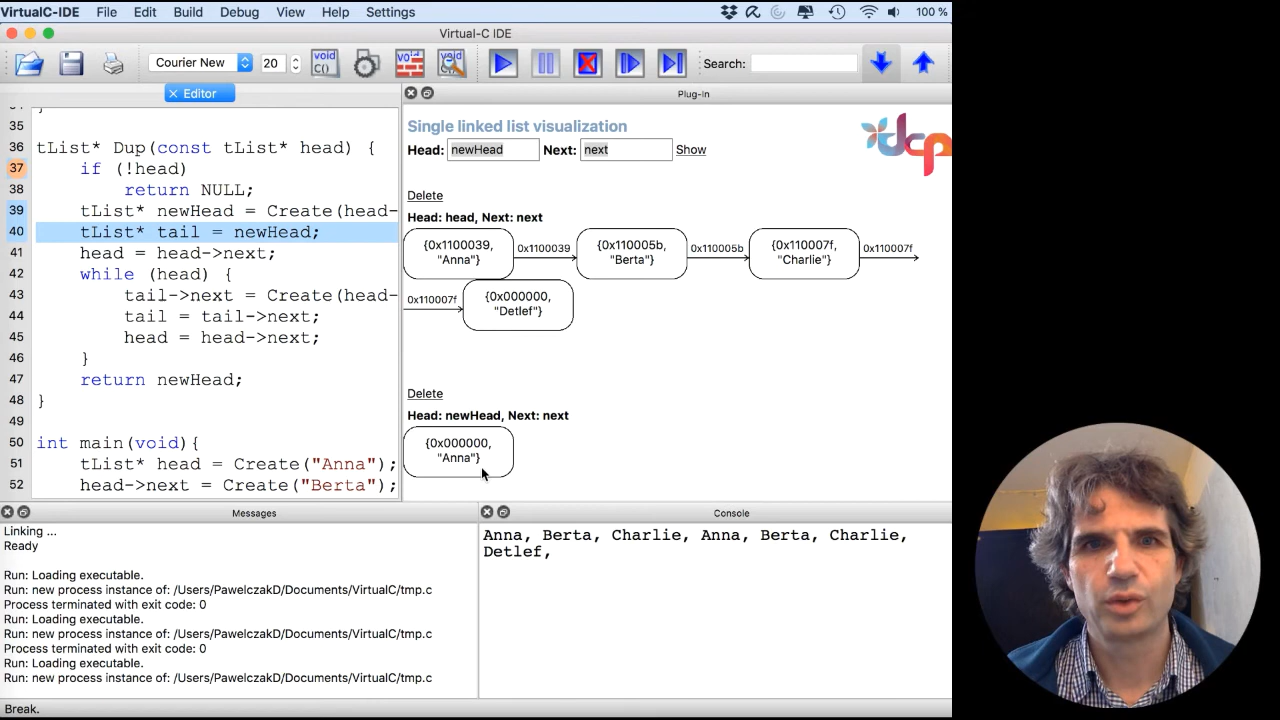 VirtualC-IDE File Edit Build Debug View Help Settings 100 %
Virtual-C IDE
Courier New 20 void C() Search:
Editor
Plug-In
35
36 tList* Dup(const tList* head) {
37 if (!head)
38 return NULL;
39 tList* newHead = Create(head-
40 tList* tail = newHead;
41 head = head->next;
42 while (head) {
43 tail->next = Create(head-
44 tail = tail->next;
45 head = head->next;
46 }
47 return newHead;
48 }
49
50 int main(void){
51 tList* head = Create("Anna");
52 head->next = Create("Berta");
Single linked list visualization
tdcp
Head: newHead Next: next Show
Delete
Head: head, Next: next
{0x1100039, "Anna"} 0x1100039 {0x110005b, "Berta"} 0x110005b {0x110007f, "Charlie"} 0x110007f
0x110007f {0x000000, "Detlef"}
Delete
Head: newHead, Next: next
{0x000000, "Anna"}
Messages
Linking ...
Ready
Run: Loading executable.
Run: new process instance of: /Users/PawelczakD/Documents/VirtualC/tmp.c
Process terminated with exit code: 0
Run: Loading executable.
Run: new process instance of: /Users/PawelczakD/Documents/VirtualC/tmp.c
Process terminated with exit code: 0
Run: Loading executable.
Run: new process instance of: /Users/PawelczakD/Documents/VirtualC/tmp.c
Console
Anna, Berta, Charlie, Anna, Berta, Charlie,
Detlef,
Break.